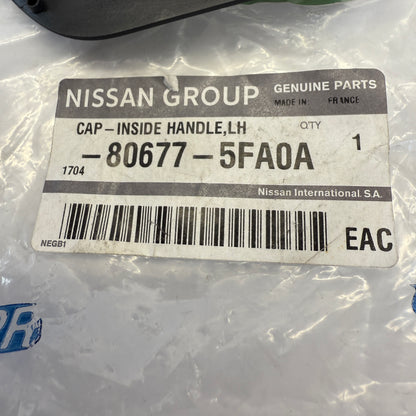 NISSAN GROUP
GENUINE PARTS
MADE IN FRANCE
CAP-INSIDE HANDLE,LH Q'TY
-80677-5FA0A 1
1704
Nissan International. S.A.
NEGB1
EAC